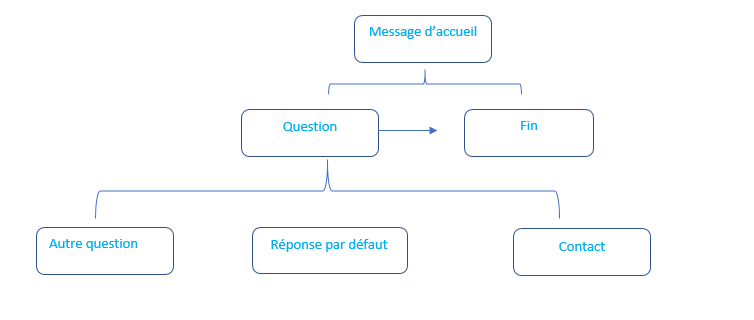 Message d’accueil
Question
Fin
Autre question
Réponse par défaut
Contact